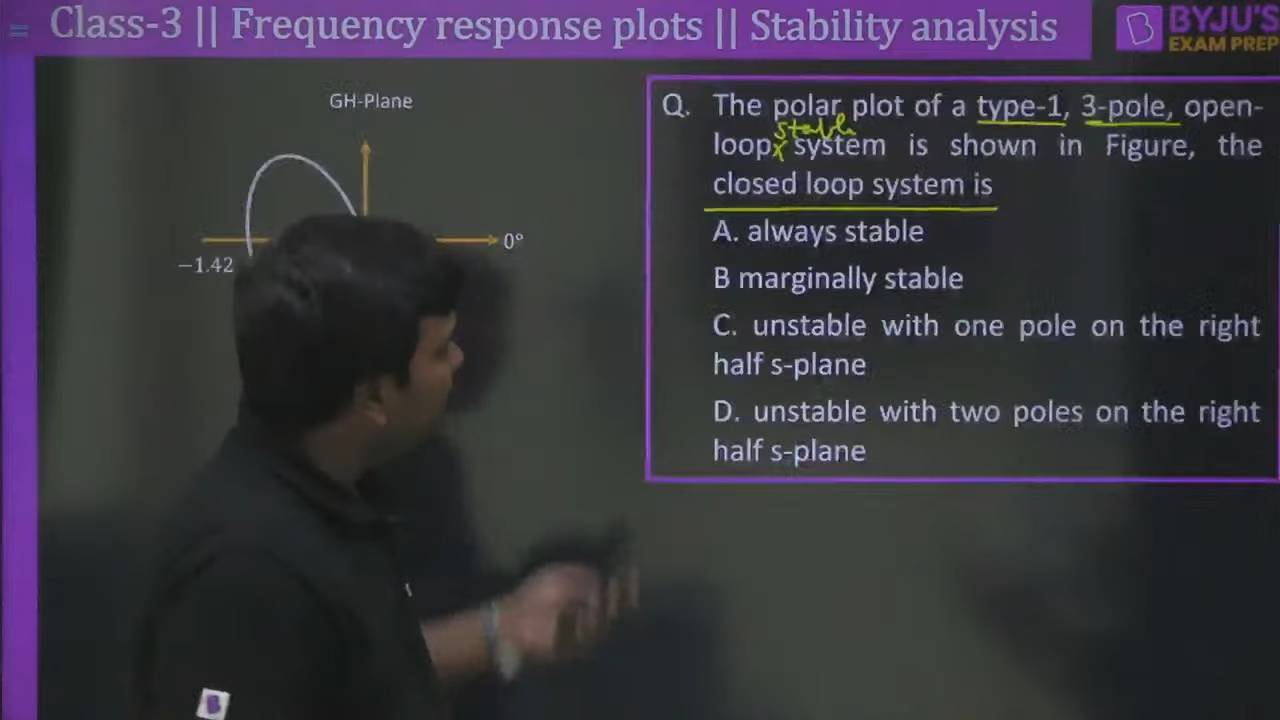 Class-3 || Frequency response plots || Stability analysis
BYJU'S
EXAM PREP
GH-Plane
0°
−1.42
Q. The polar plot of a type-1, 3-pole, open-
stable
loop system is shown in Figure, the
closed loop system is
A. always stable
B marginally stable
C. unstable with one pole on the right
half s-plane
D. unstable with two poles on the right
half s-plane